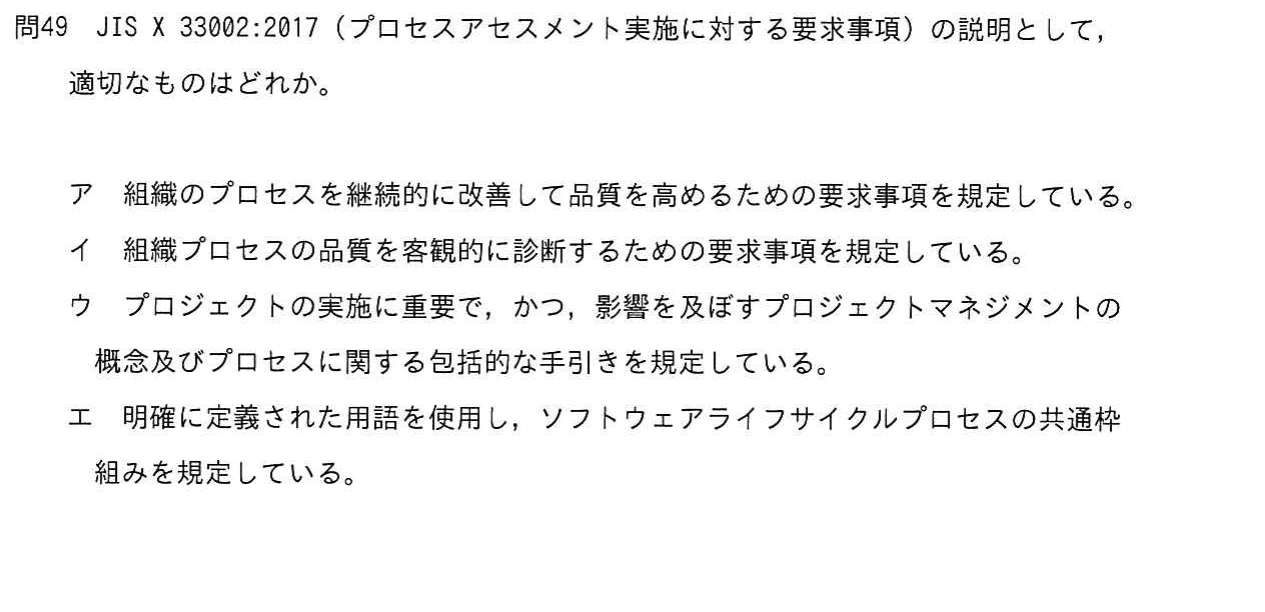 問49　JIS X 33002:2017（プロセスアセスメント実施に対する要求事項）の説明として，
適切なものはどれか。
ア　組織のプロセスを継続的に改善して品質を高めるための要求事項を規定している。
イ　組織プロセスの品質を客観的に診断するための要求事項を規定している。
ウ　プロジェクトの実施に重要で，かつ，影響を及ぼすプロジェクトマネジメントの
概念及びプロセスに関する包括的な手引きを規定している。
エ　明確に定義された用語を使用し，ソフトウェアライフサイクルプロセスの共通枠
組みを規定している。